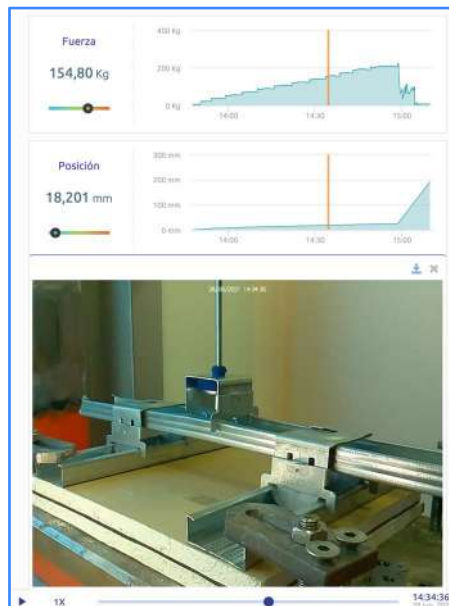 Fuerza
154,80 Kg
400 Kg
200 Kg
0 Kg
14:00
14:30
15:00
Posición
18,201 mm
300 mm
200 mm
100 mm
0 mm
14:00
14:30
15:00
1X
14:34:36